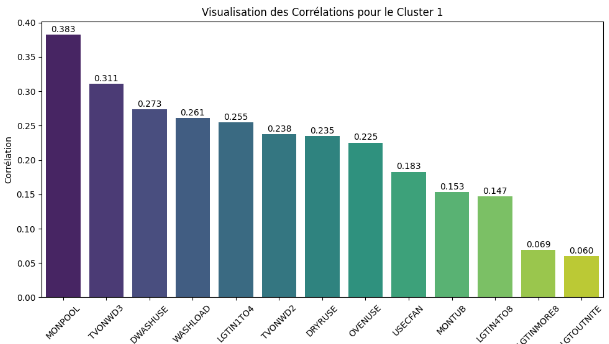 Visualisation des Corrélations pour le Cluster 1
Corrélation
0.40
0.35
0.30
0.25
0.20
0.15
0.10
0.05
0.00
0.383
0.311
0.273
0.261
0.255
0.238
0.235
0.225
0.183
0.153
0.147
0.069
0.060
MONPOOL
TVONWD3
DWASHUSE
WASHLOAD
LGTIN1TO4
TVONWD2
DRYRUSE
OVENUSE
USECFAN
MONTUB
LGTIN4TO8